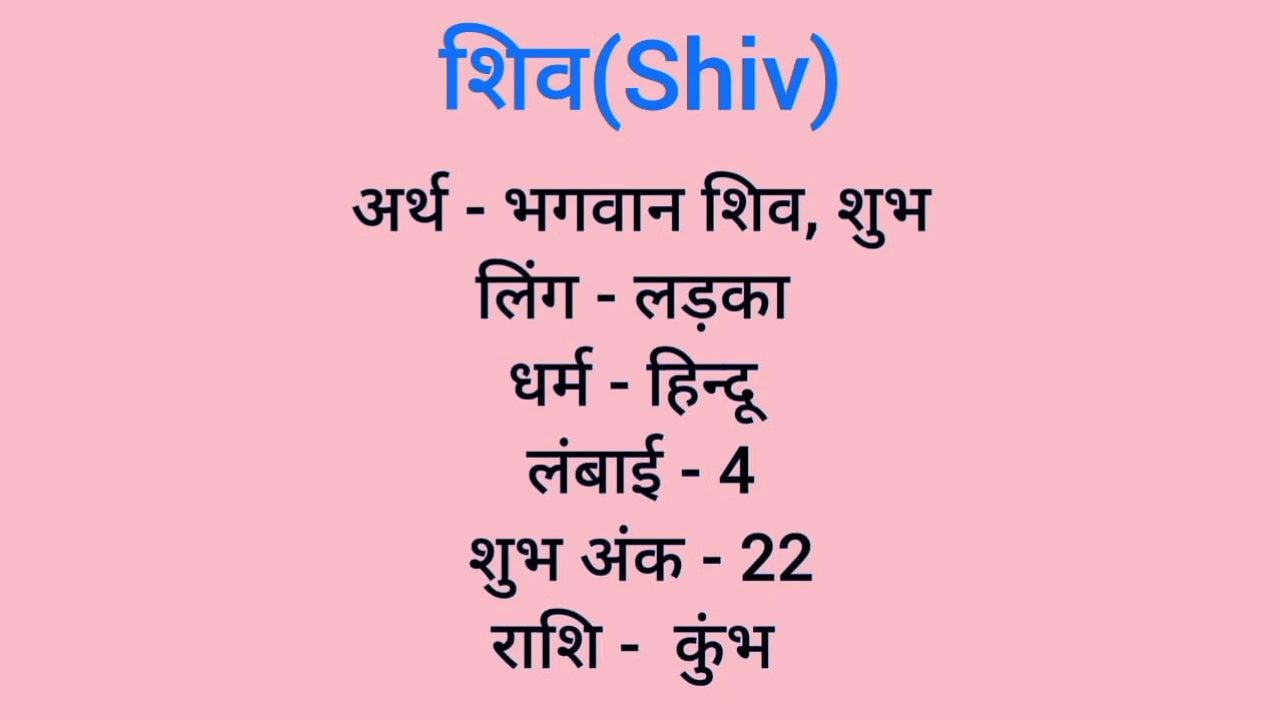 शिव(Shiv)
अर्थ - भगवान शिव, शुभ
लिंग - लड़का
धर्म - हिन्दू
लंबाई - 4
शुभ अंक - 22
राशि - कुंभ